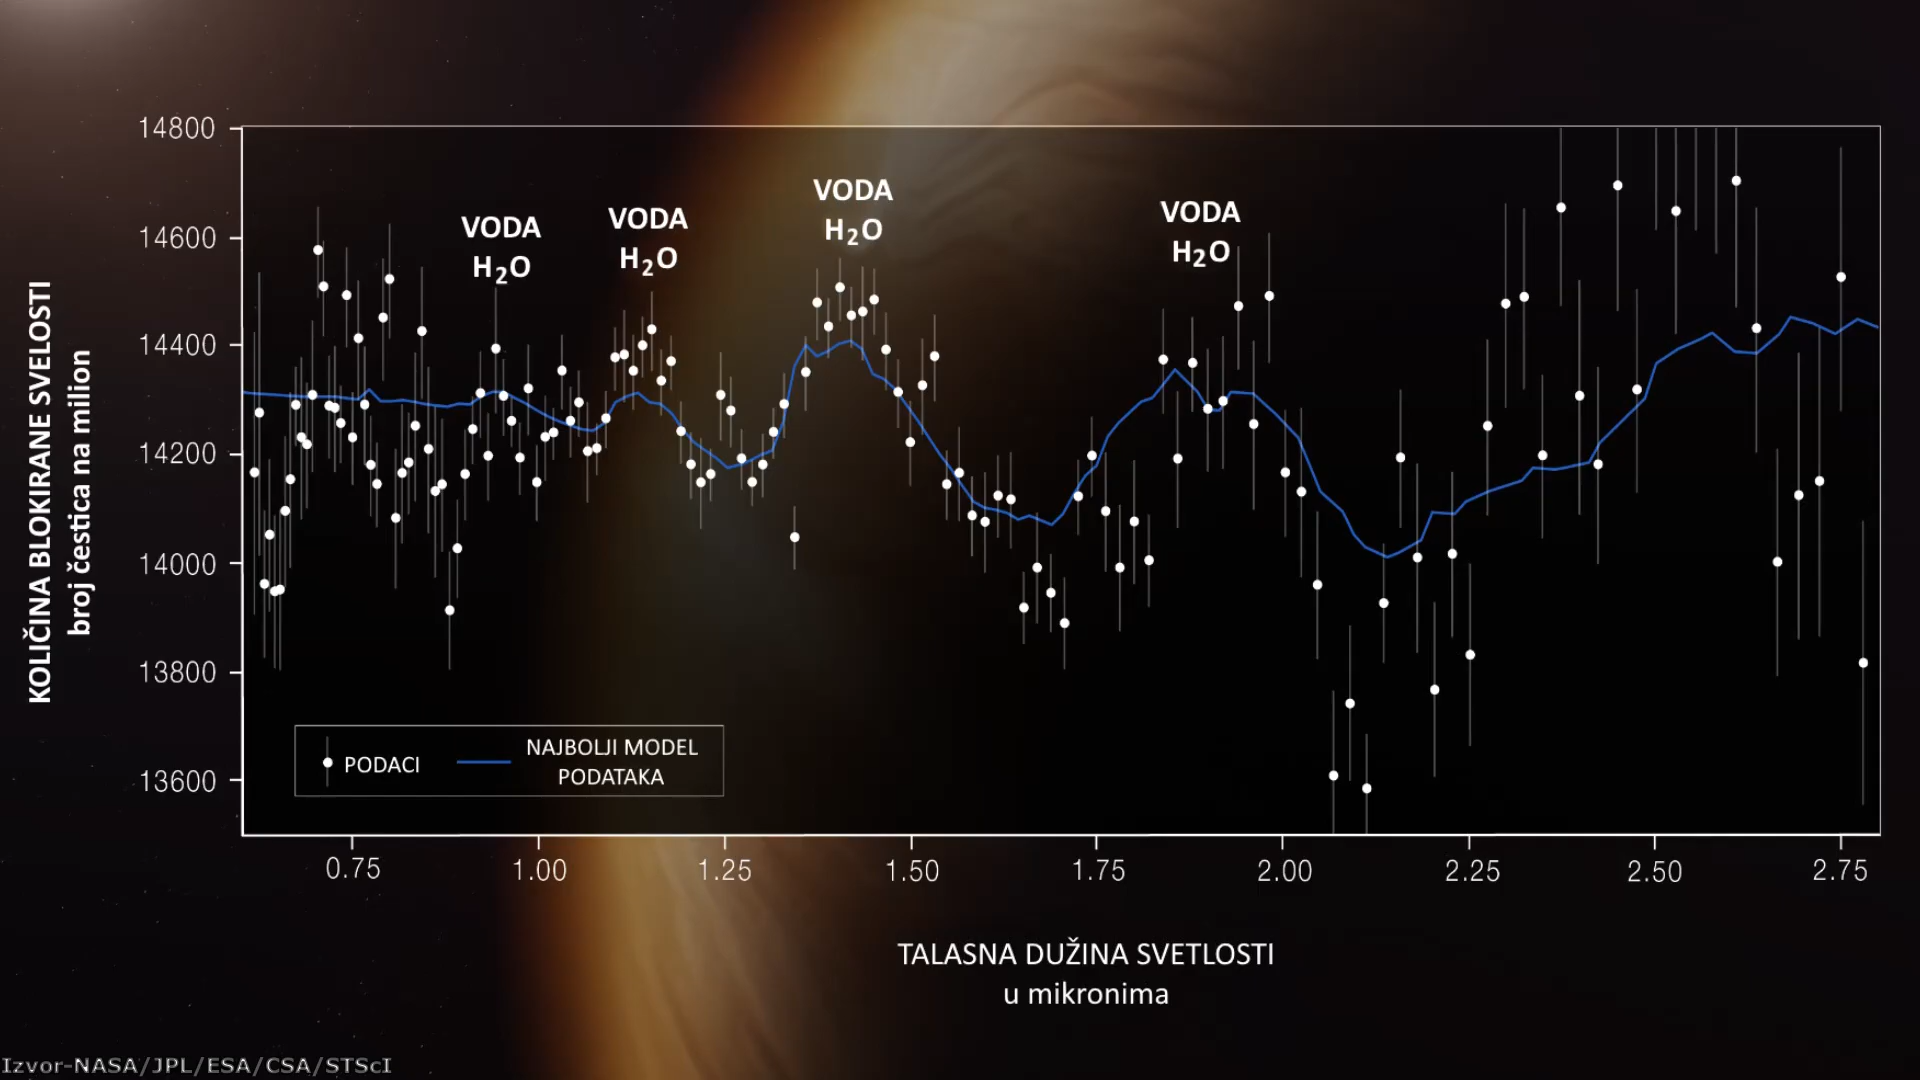 14800
14600
14400
14200
14000
13800
13600
KOLIČINA BLOKIRANE SVELOSTI
broj čestica na milion
VODA
H2O
VODA
H2O
VODA
H2O
VODA
H2O
PODACI
NAJBOLJI MODEL
PODATAKA
0.75 1.00 1.25 1.50 1.75 2.00 2.25 2.50 2.75
TALASNA DUŽINA SVETLOSTI
u mikronima
Izvor-NASA/JPL/ESA/CSA/STScI